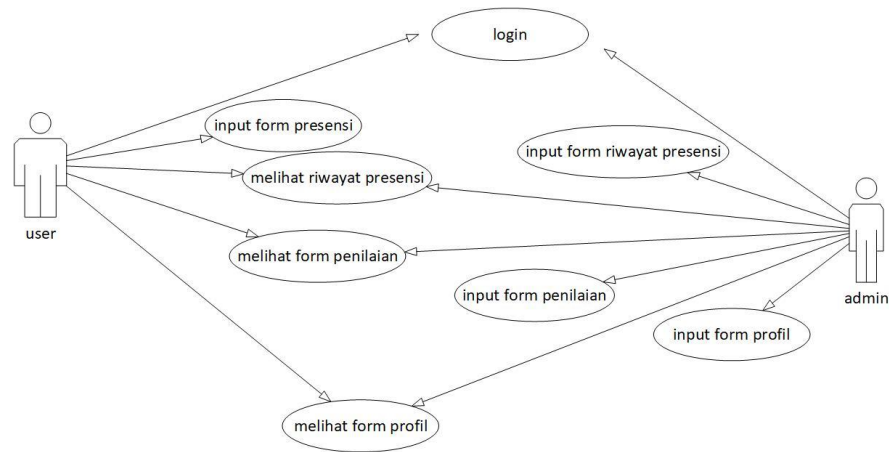 login
input form presensi
input form riwayat presensi
melihat riwayat presensi
user
melihat form penilaian
input form penilaian
admin
input form profil
melihat form profil